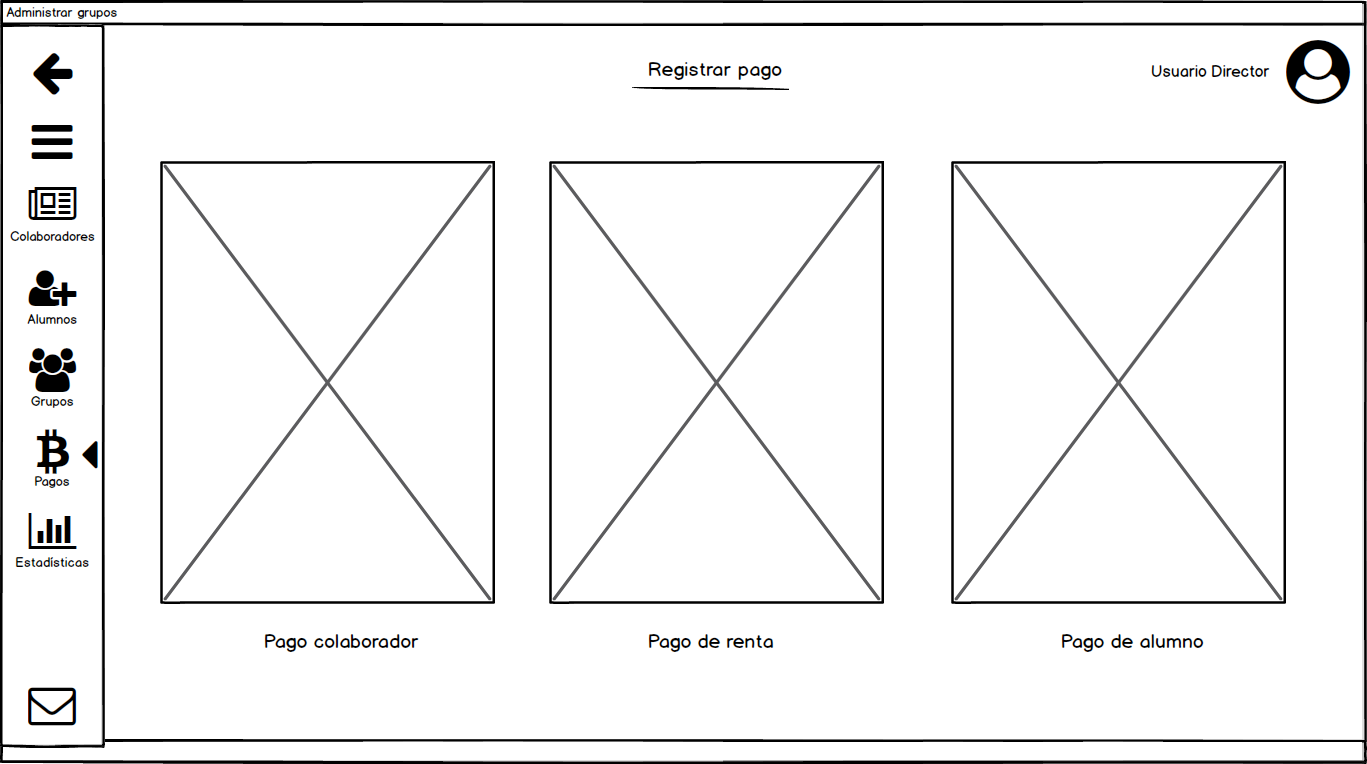 Administrar grupos
Registrar pago
Usuario Director
Colaboradores
Alumnos
Grupos
Pagos
Estadísticas
Pago colaborador
Pago de renta
Pago de alumno